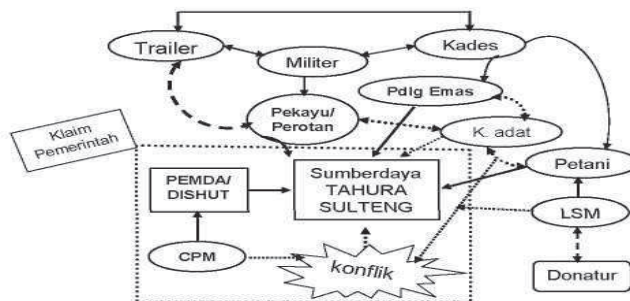 Trailer
Militer
Kades
Pdlg Emas
Pekayu/
Perotan
K. adat
Klaim
Pemerintah
Petani
PEMDA/
DISHUT
Sumberdaya
TAHURA
SULTENG
LSM
CPM
konflik
Donatur